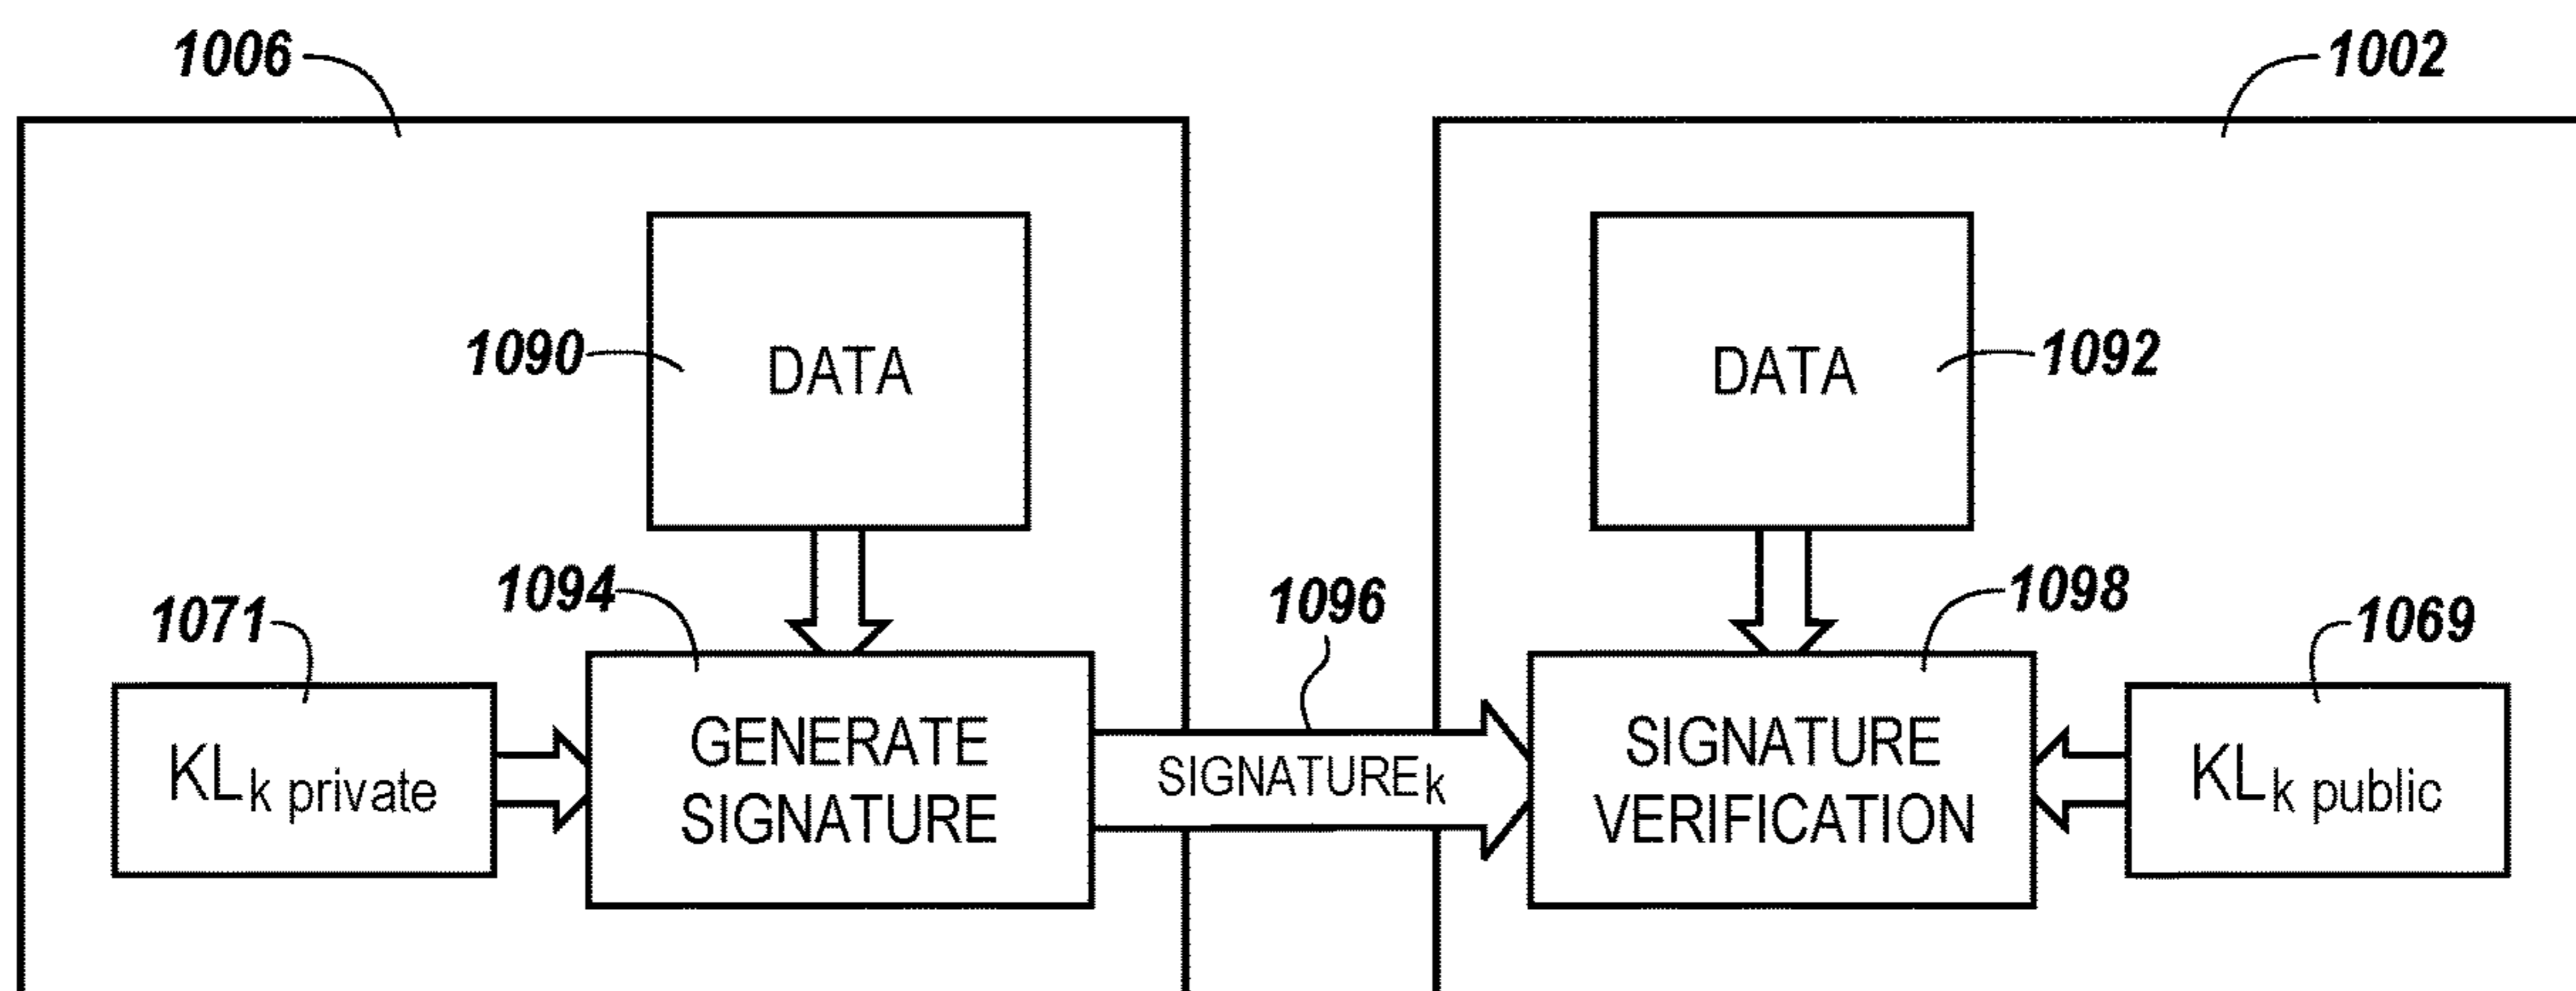 1006
1002
1090
DATA
DATA
1092
1094
1096
1098
1071
1069
KLk private
GENERATE
SIGNATURE
SIGNATUREk
SIGNATURE
VERIFICATION
KLk public